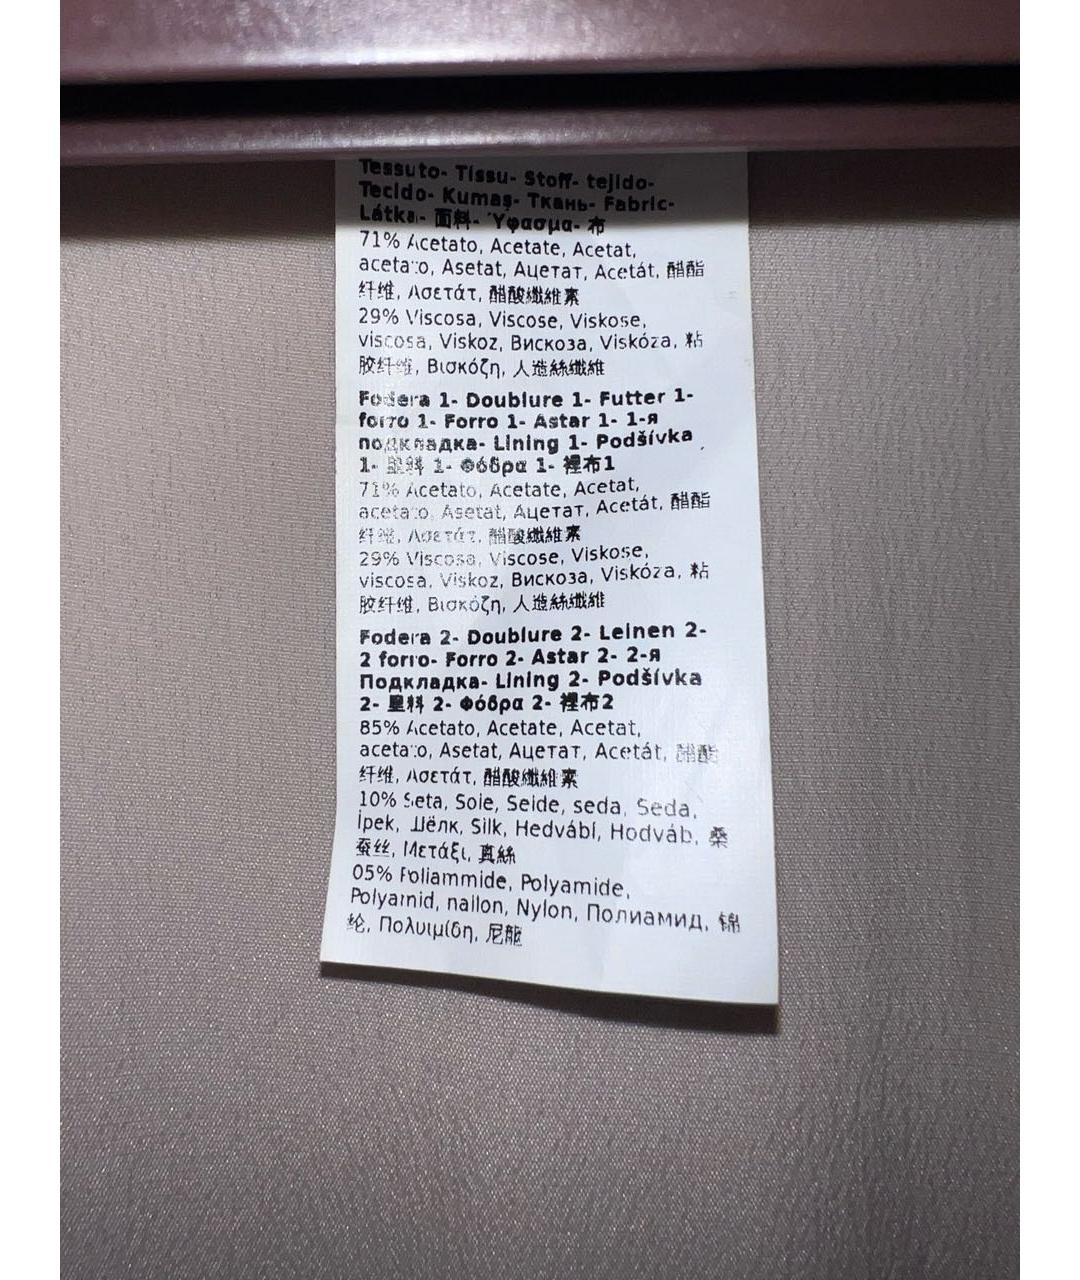 Tessuto- Tissu- Stoff- tejido-
Tecido- Kumaş- Ткань- Fabric-
Látka- 面料- Ύφασμα- 布
71% Acetato, Acetate, Acetat,
acetato, Asetat, Ацетат, Acetát, 醋酯
纤维, Ασετάτ, 醋酸纖維素
29% Viscosa, Viscose, Viskose,
viscosa, Viskoz, Вискоза, Viskóza, 粘
胶纤维, Βισκόζη, 人造絲纖維
Fodera 1- Doublure 1- Futter 1-
forro 1- Forro 1- Astar 1- 1-я
подкладка- Lining 1- Podšívka
1- 里料 1- Φόδρα 1- 裡布1
71% Acetato, Acetate, Acetat,
acetato, Asetat, Ацетат, Acetát, 醋酯
纤维, Ασετάτ, 醋酸纖維素
29% Viscosa, Viscose, Viskose,
viscosa, Viskoz, Вискоза, Viskóza, 粘
胶纤维, Βισκόζη, 人造絲纖維
Fodera 2- Doublure 2- Leinen 2-
2 forro- Forro 2- Astar 2- 2-я
Подкладка- Lining 2- Podšívka
2- 里料 2- Φόδρα 2- 裡布2
85% Acetato, Acetate, Acetat,
acetato, Asetat, Ацетат, Acetát, 醋酯
纤维, Ασετάτ, 醋酸纖維素
10% Seta, Soie, Seide, seda, Seda,
İpek, Шёлк, Silk, Hedvábí, Hodváb, 桑
蚕丝, Μετάξι, 真絲
05% Poliammide, Polyamide,
Polyamid, nailon, Nylon, Полиамид, 锦
纶, Πολυιμίδη, 尼龍